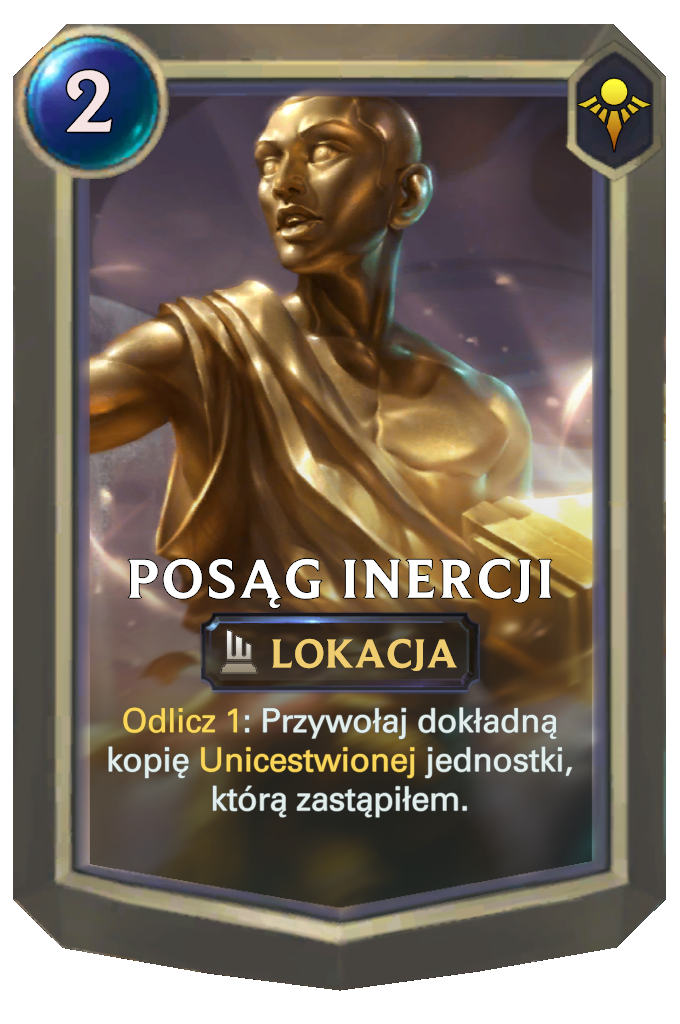 2
POSĄG INERCJI
LOKACJA
Odlicz 1: Przywołaj dokładną
kopię Unicestwionej jednostki,
którą zastąpiłem.